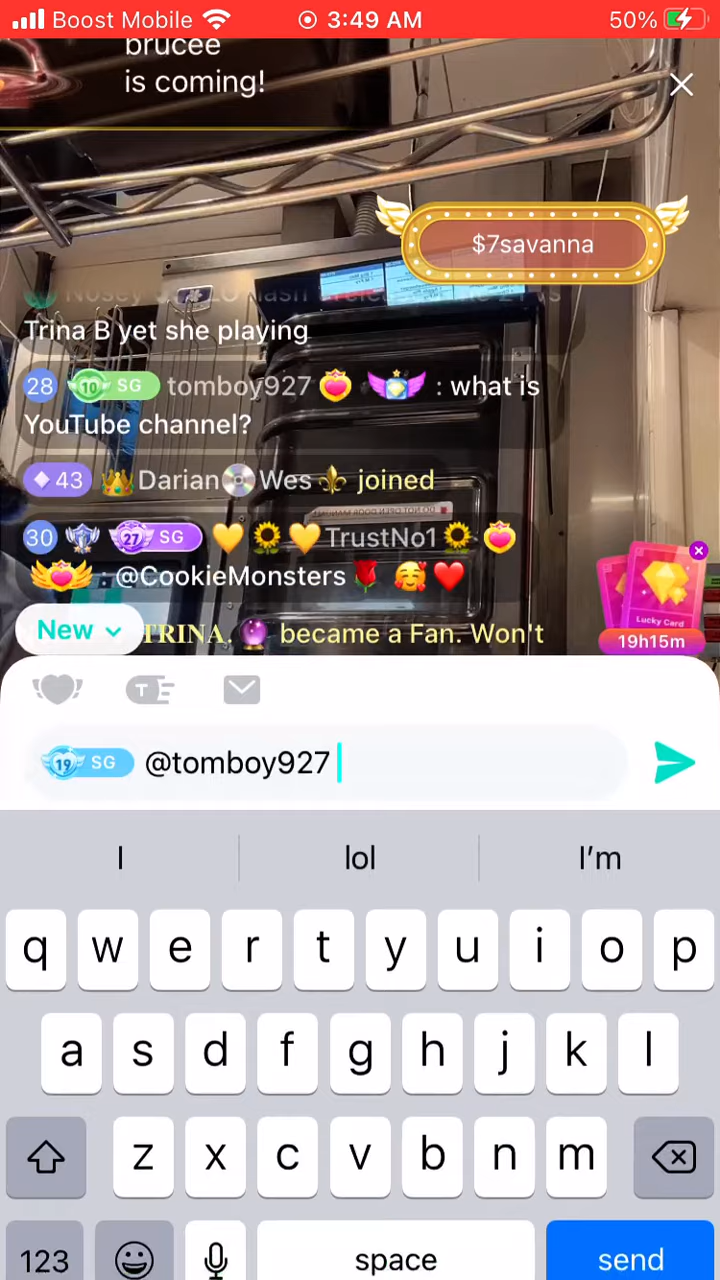 Boost Mobile 3:49 AM 50%
brucee
is coming!
$7savanna
Trina B yet she playing
28 10 SG tomboy927 : what is
YouTube channel?
43 Darian Wes joined
30 27 SG TrustNo1
: @CookieMonsters
New TRINA. became a Fan. Won't
Lucky Card
19h15m
19 SG @tomboy927
I lol I'm
q w e r t y u i o p
a s d f g h j k l
z x c v b n m
123 space send